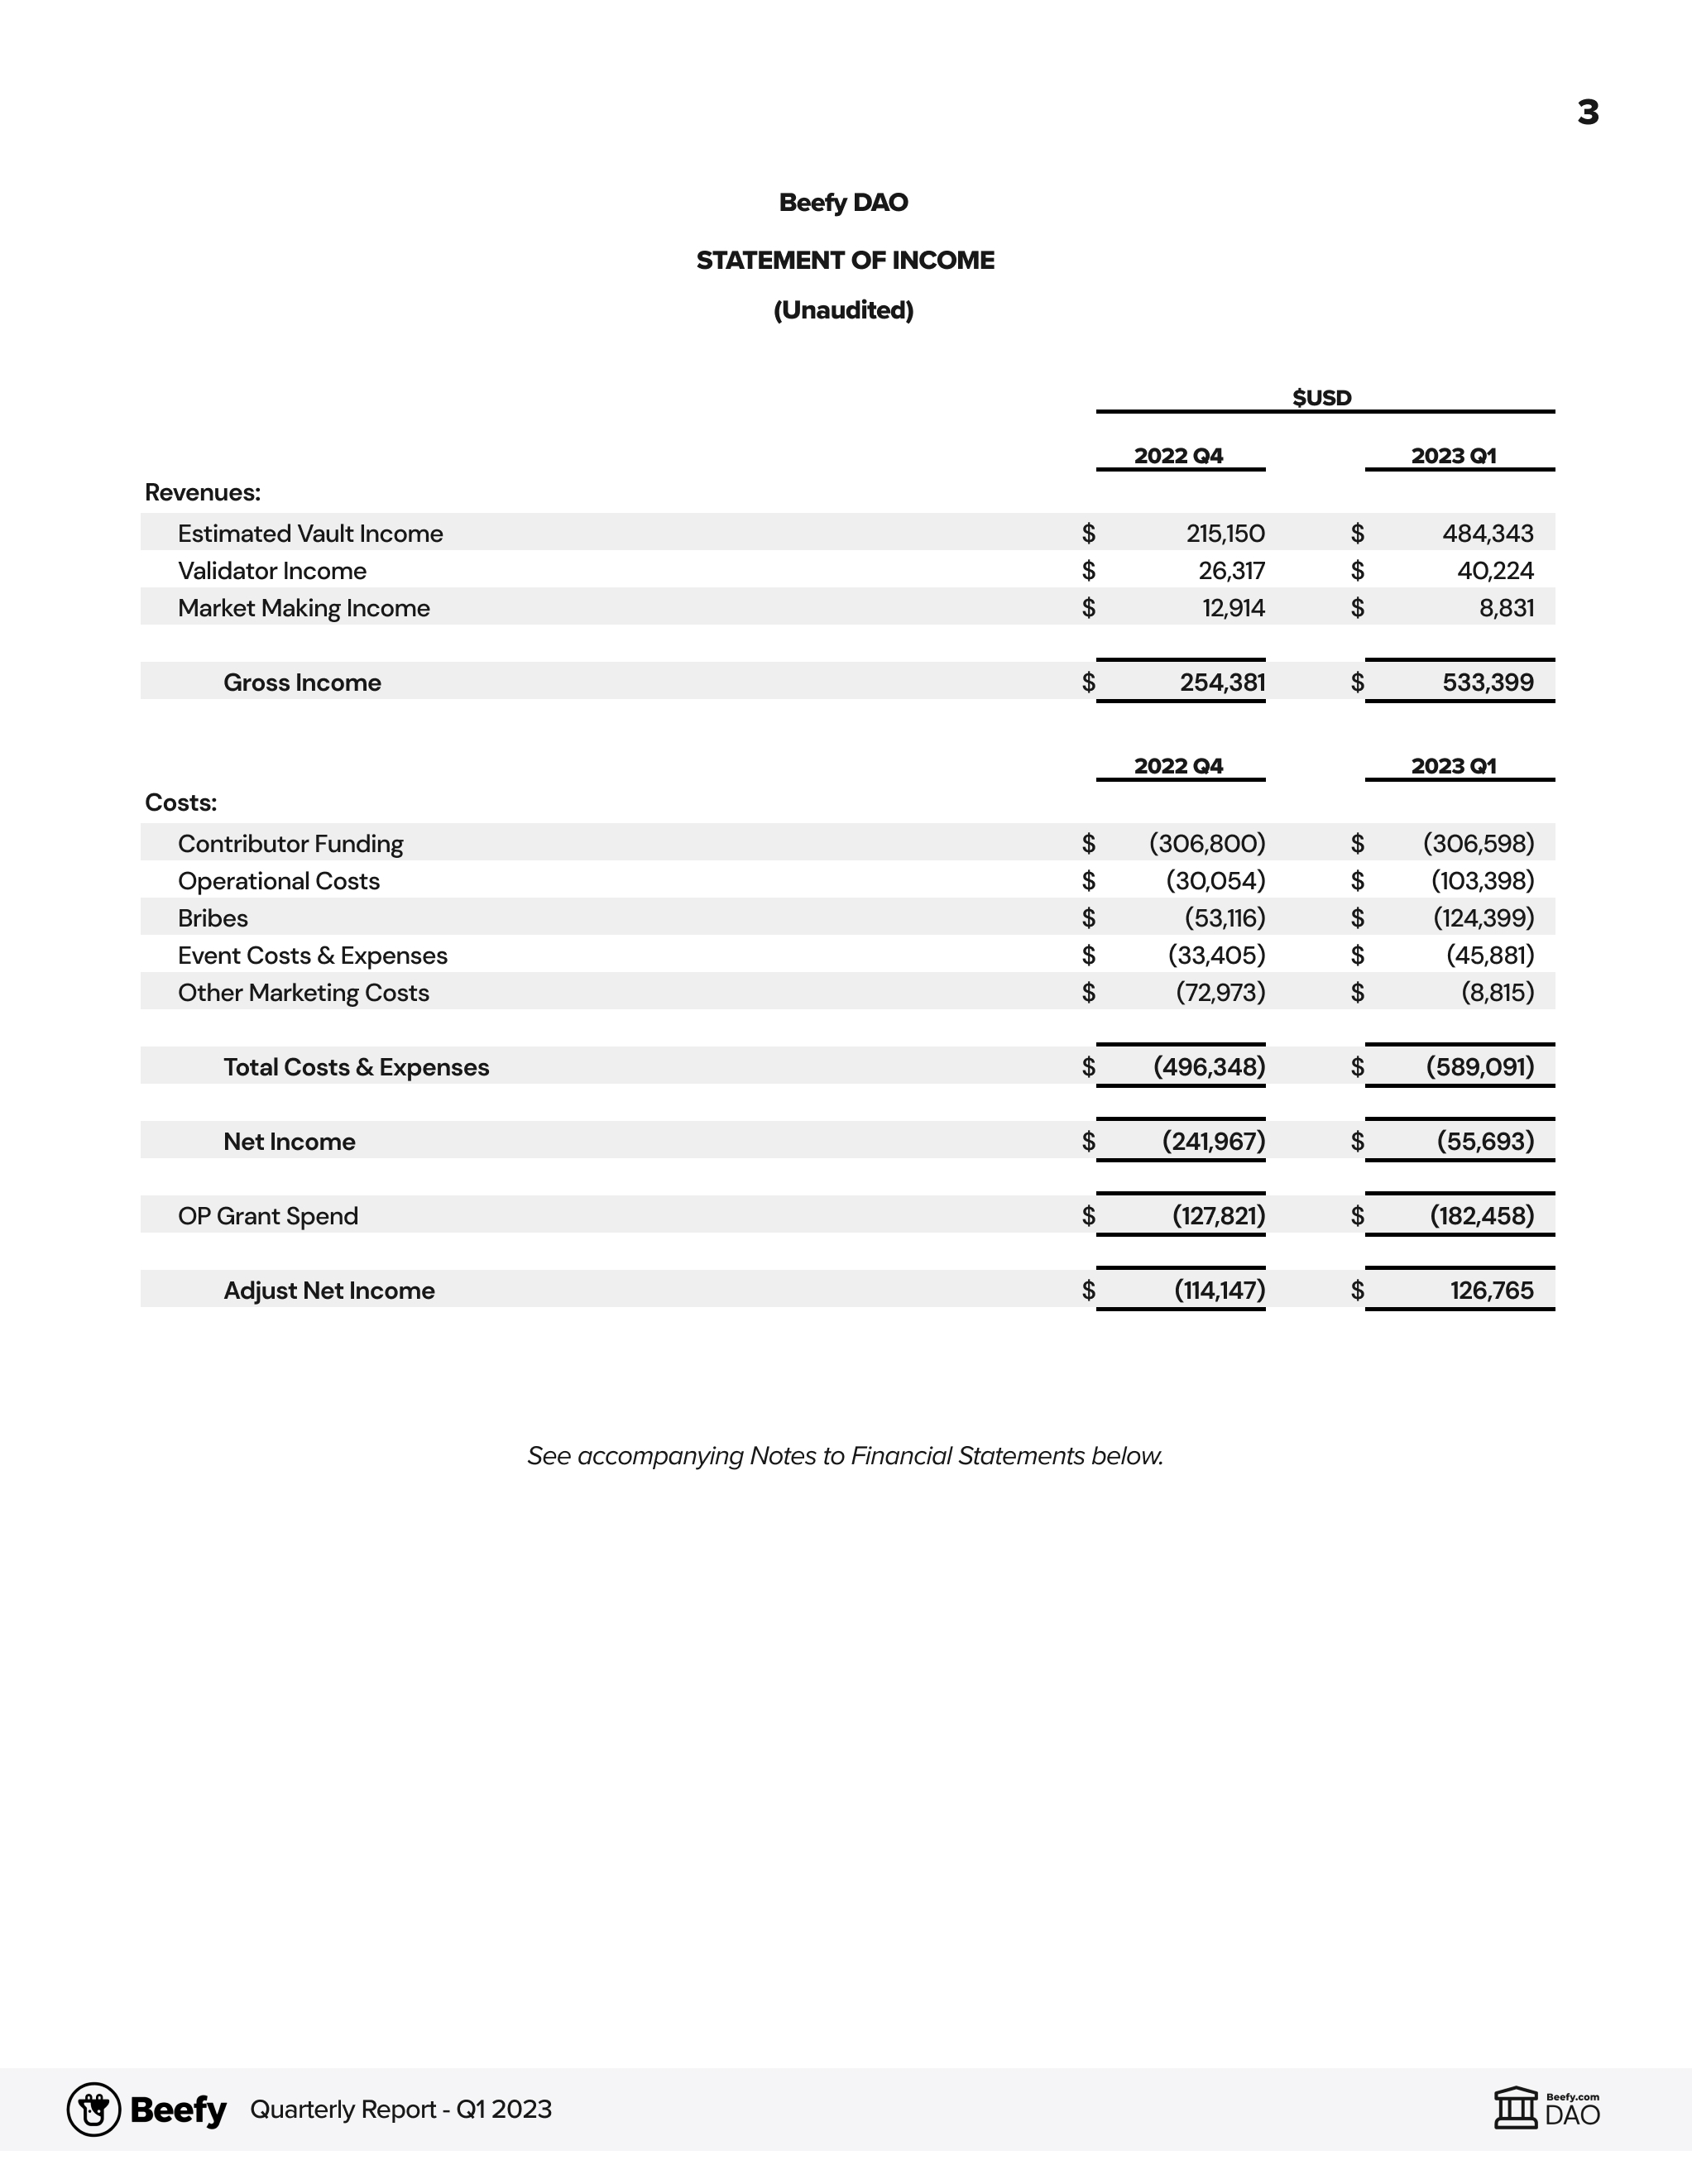 3
Beefy DAO
STATEMENT OF INCOME
(Unaudited)
$USD
2022 Q4 2023 Q1
Revenues:
Estimated Vault Income $ 215,150 $ 484,343
Validator Income $ 26,317 $ 40,224
Market Making Income $ 12,914 $ 8,831
Gross Income $ 254,381 $ 533,399
2022 Q4 2023 Q1
Costs:
Contributor Funding $ (306,800) $ (306,598)
Operational Costs $ (30,054) $ (103,398)
Bribes $ (53,116) $ (124,399)
Event Costs & Expenses $ (33,405) $ (45,881)
Other Marketing Costs $ (72,973) $ (8,815)
Total Costs & Expenses $ (496,348) $ (589,091)
Net Income $ (241,967) $ (55,693)
OP Grant Spend $ (127,821) $ (182,458)
Adjust Net Income $ (114,147) $ 126,765
See accompanying Notes to Financial Statements below.
Beefy Quarterly Report - Q1 2023
Beefy.com
DAO